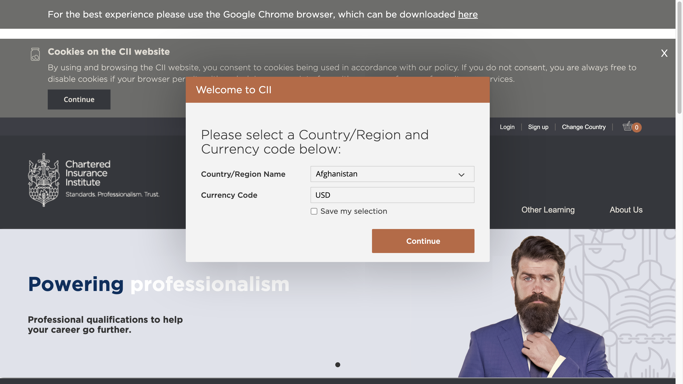 For the best experience please use the Google Chrome browser, which can be downloaded here
Cookies on the CII website
X
By using and browsing the CII website, you consent to cookies being used in accordance with our policy. If you do not consent, you are always free to
disable cookies if your browser
Continue
Welcome to CII
Please select a Country/Region and
Currency code below:
Country/Region Name
Afghanistan
Currency Code
USD
Save my selection
Continue
Login
Sign up
Change Country
0
Chartered
Insurance
Institute
Standards. Professionalism. Trust.
Other Learning
About Us
Powering professionalism
Professional qualifications to help
your career go further.